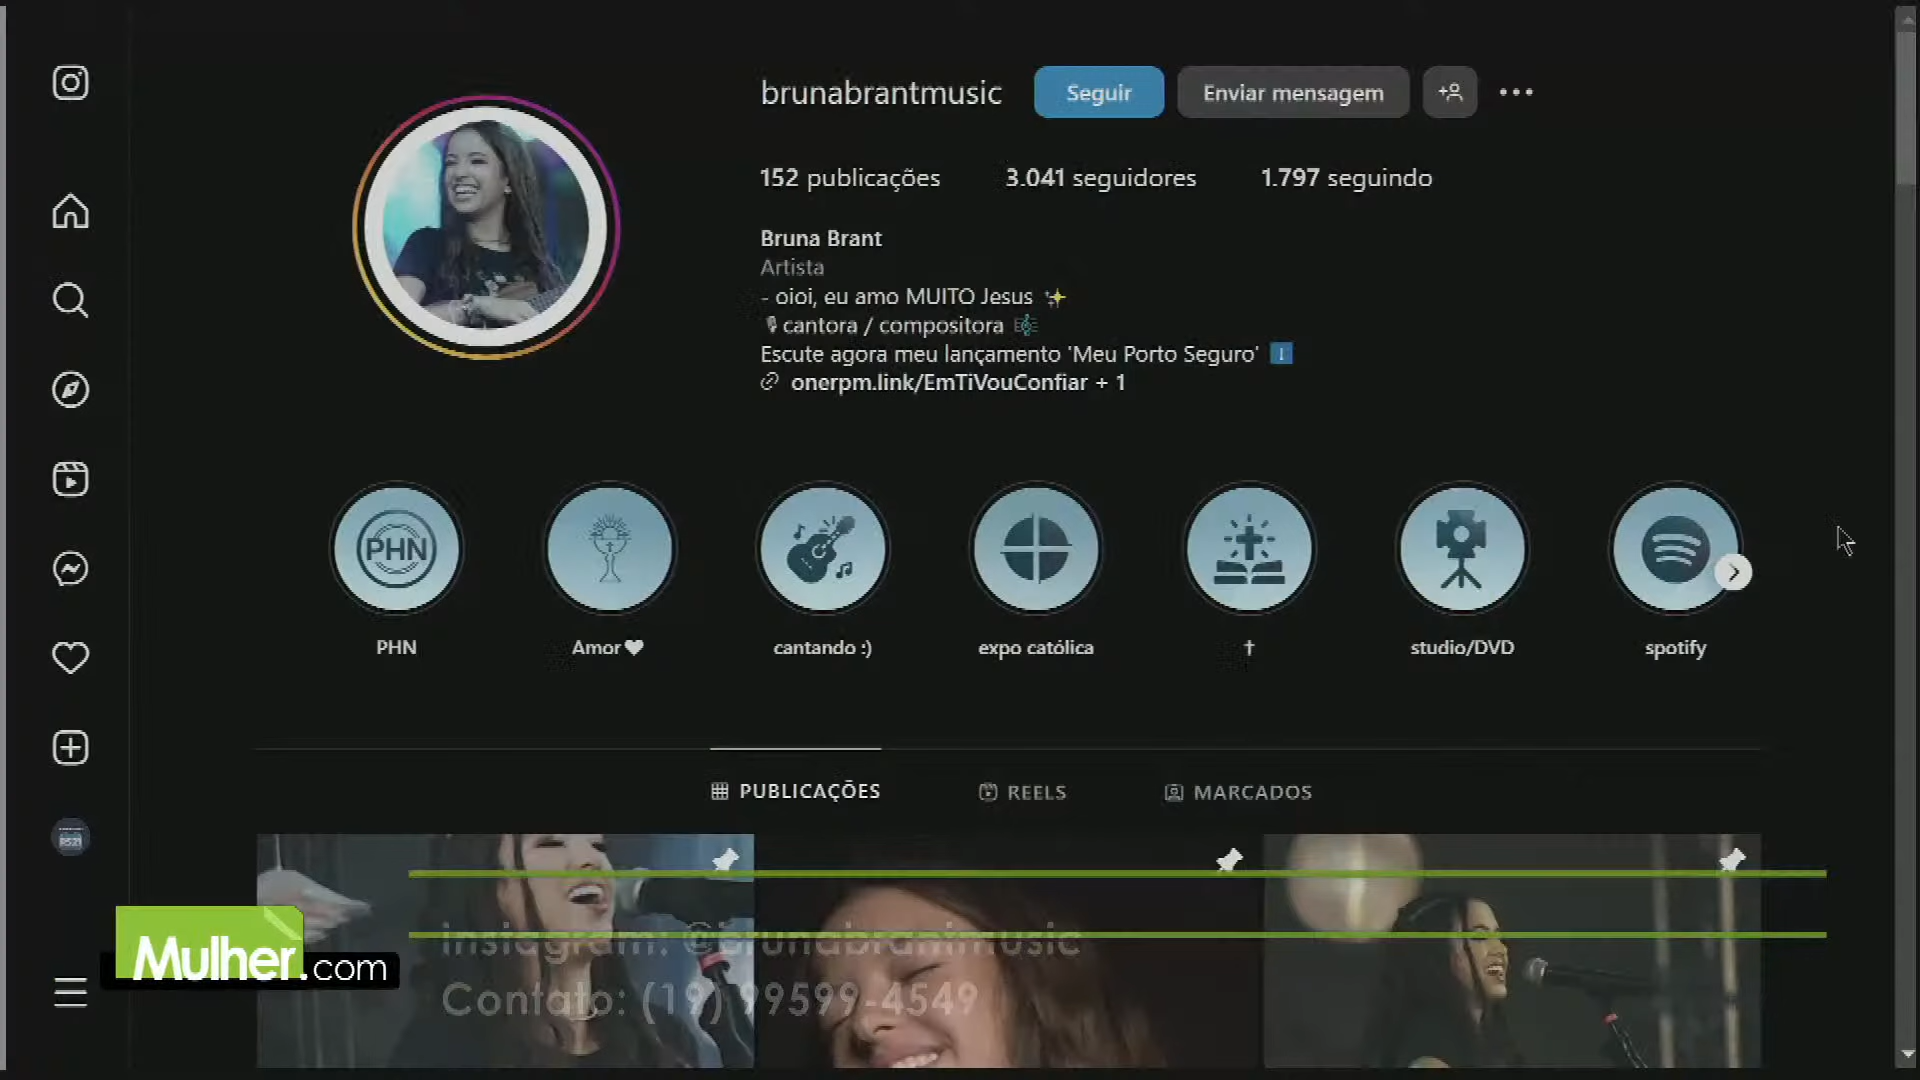 brunabrantmusic Seguir Enviar mensagem
152 publicações 3.041 seguidores 1.797 seguindo
Bruna Brant
Artista
- oioi, eu amo MUITO Jesus
cantora / compositora
Escute agora meu lançamento 'Meu Porto Seguro'
onerpm.link/EmTiVouConfiar + 1
PHN
PHN Amor cantando :) expo católica studio/DVD spotify
PUBLICAÇÕES REELS MARCADOS
instagram: @brunabrantmusic
Mulher.com
Contato: (19) 99599-4549